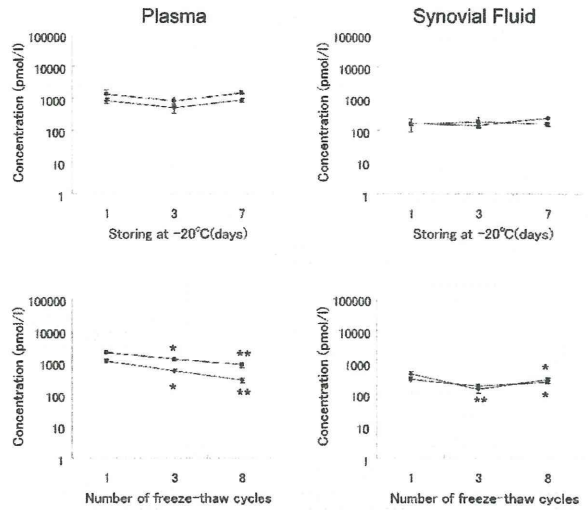 Plasma
Synovial Fluid
Concentration (pmol/l)
100000
10000
1000
100
10
1
1 3 7
Storing at -20°C(days)
Concentration (pmol/l)
100000
10000
1000
100
10
1
1 3 7
Storing at -20°C(days)
Concentration (pmol/l)
100000
10000
1000
100
10
1
* **
* **
1 3 8
Number of freeze-thaw cycles
Concentration (pmol/l)
100000
10000
1000
100
10
1
*
** *
1 3 8
Number of freeze-thaw cycles